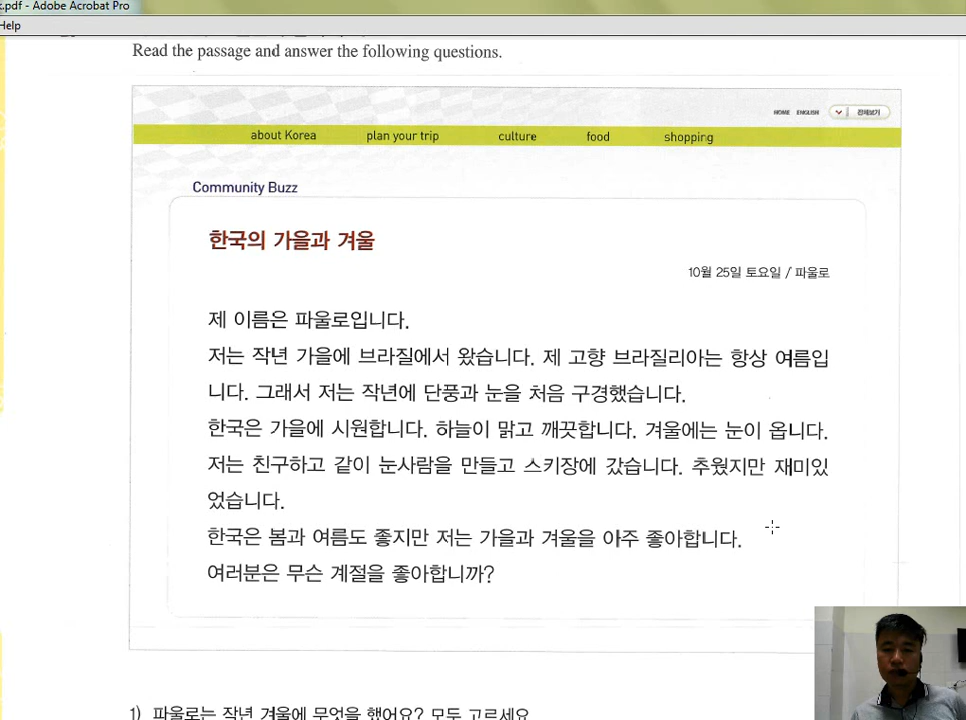 .pdf - Adobe Acrobat Pro
Help
Read the passage and answer the following questions.
HOME ENGLISH 전체보기
about Korea plan your trip culture food shopping
Community Buzz
한국의 가을과 겨울
10월 25일 토요일 / 파울로
제 이름은 파울로입니다.
저는 작년 가을에 브라질에서 왔습니다. 제 고향 브라질리아는 항상 여름입
니다. 그래서 저는 작년에 단풍과 눈을 처음 구경했습니다.
한국은 가을에 시원합니다. 하늘이 맑고 깨끗합니다. 겨울에는 눈이 옵니다.
저는 친구하고 같이 눈사람을 만들고 스키장에 갔습니다. 추웠지만 재미있
었습니다.
한국은 봄과 여름도 좋지만 저는 가을과 겨울을 아주 좋아합니다.
여러분은 무슨 계절을 좋아합니까?
1) 파울로는 작년 겨울에 무엇을 했어요? 모두 고르세요